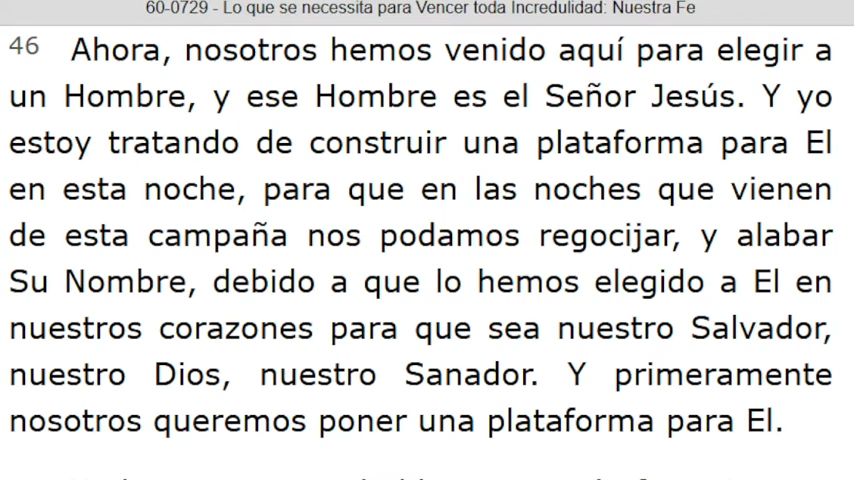 60-0729 - Lo que se necessita para Vencer toda Incredulidad: Nuestra Fe
46 Ahora, nosotros hemos venido aquí para elegir a
un Hombre, y ese Hombre es el Señor Jesús. Y yo
estoy tratando de construir una plataforma para El
en esta noche, para que en las noches que vienen
de esta campaña nos podamos regocijar, y alabar
Su Nombre, debido a que lo hemos elegido a El en
nuestros corazones para que sea nuestro Salvador,
nuestro Dios, nuestro Sanador. Y primeramente
nosotros queremos poner una plataforma para El.